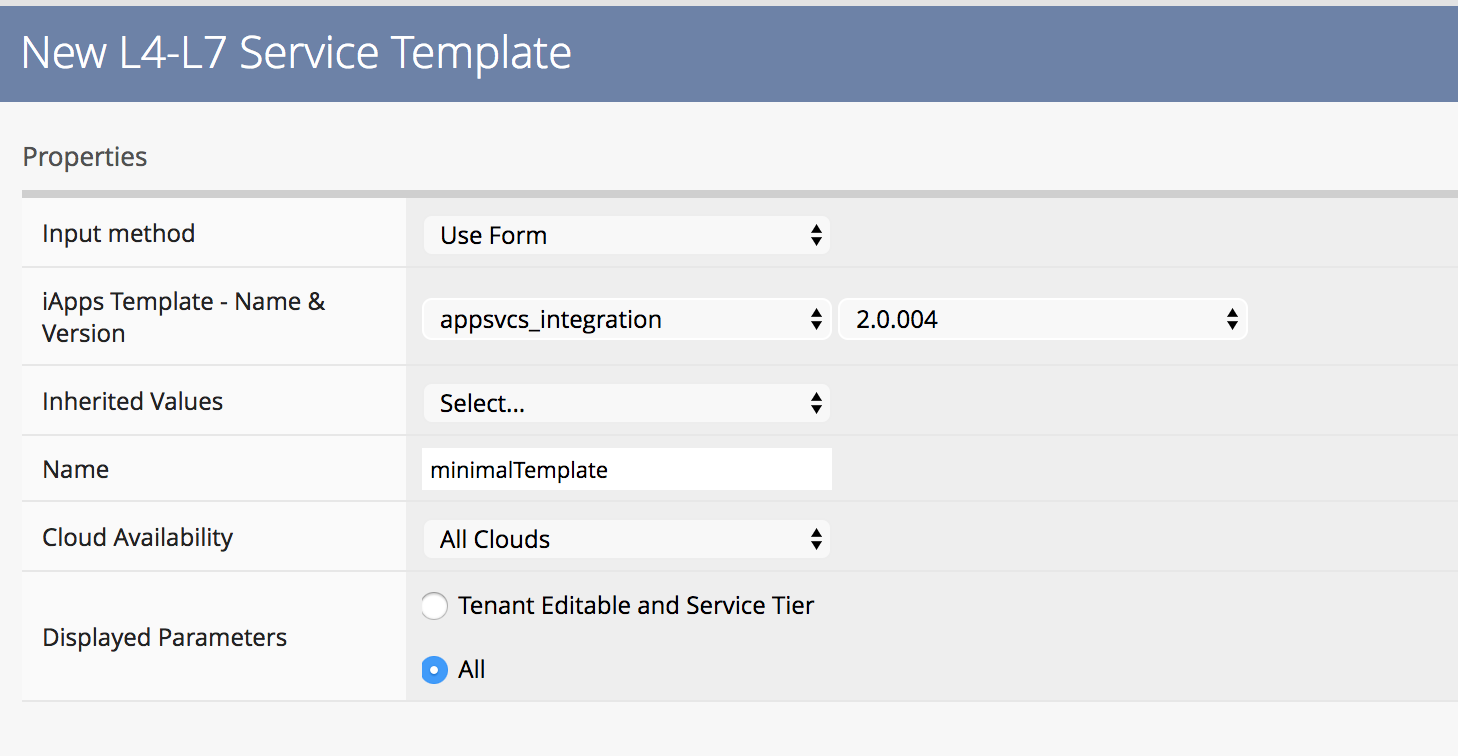 New L4-L7 Service Template
Properties
Input method
Use Form
iApps Template - Name &
Version
appsvcs_integration
2.0.004
Inherited Values
Select...
Name
minimalTemplate
Cloud Availability
All Clouds
Displayed Parameters
Tenant Editable and Service Tier
All